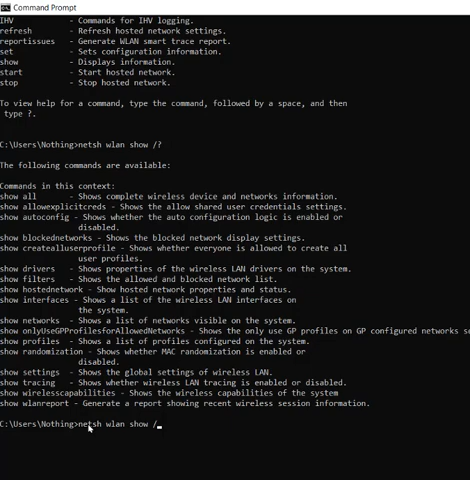 Command Prompt
IHV - Commands for IHV logging.
refresh - Refresh hosted network settings.
reportissues - Generate WLAN smart trace report.
set - Sets configuration information.
show - Displays information.
start - Start hosted network.
stop - Stop hosted network.
To view help for a command, type the command, followed by a space, and then
type ?.
C:\Users\Nothing>netsh wlan show /?
The following commands are available:
Commands in this context:
show all - Shows complete wireless device and networks information.
show allowexplicitcreds - Shows the allow shared user credentials settings.
show autoconfig - Shows whether the auto configuration logic is enabled or
disabled.
show blockednetworks - Shows the blocked network display settings.
show createalluserprofile - Shows whether everyone is allowed to create all
user profiles.
show drivers - Shows properties of the wireless LAN drivers on the system.
show filters - Shows the allowed and blocked network list.
show hostednetwork - Show hosted network properties and status.
show interfaces - Shows a list of the wireless LAN interfaces on
the system.
show networks - Shows a list of networks visible on the system.
show onlyUseGPProfilesforAllowedNetworks - Shows the only use GP profiles on GP configured networks
show profiles - Shows a list of profiles configured on the system.
show randomization - Shows whether MAC randomization is enabled or
disabled.
show settings - Shows the global settings of wireless LAN.
show tracing - Shows whether wireless LAN tracing is enabled or disabled.
show wirelesscapabilities - Shows the wireless capabilities of the system
show wlanreport - Generate a report showing recent wireless session information.
C:\Users\Nothing>netsh wlan show /_